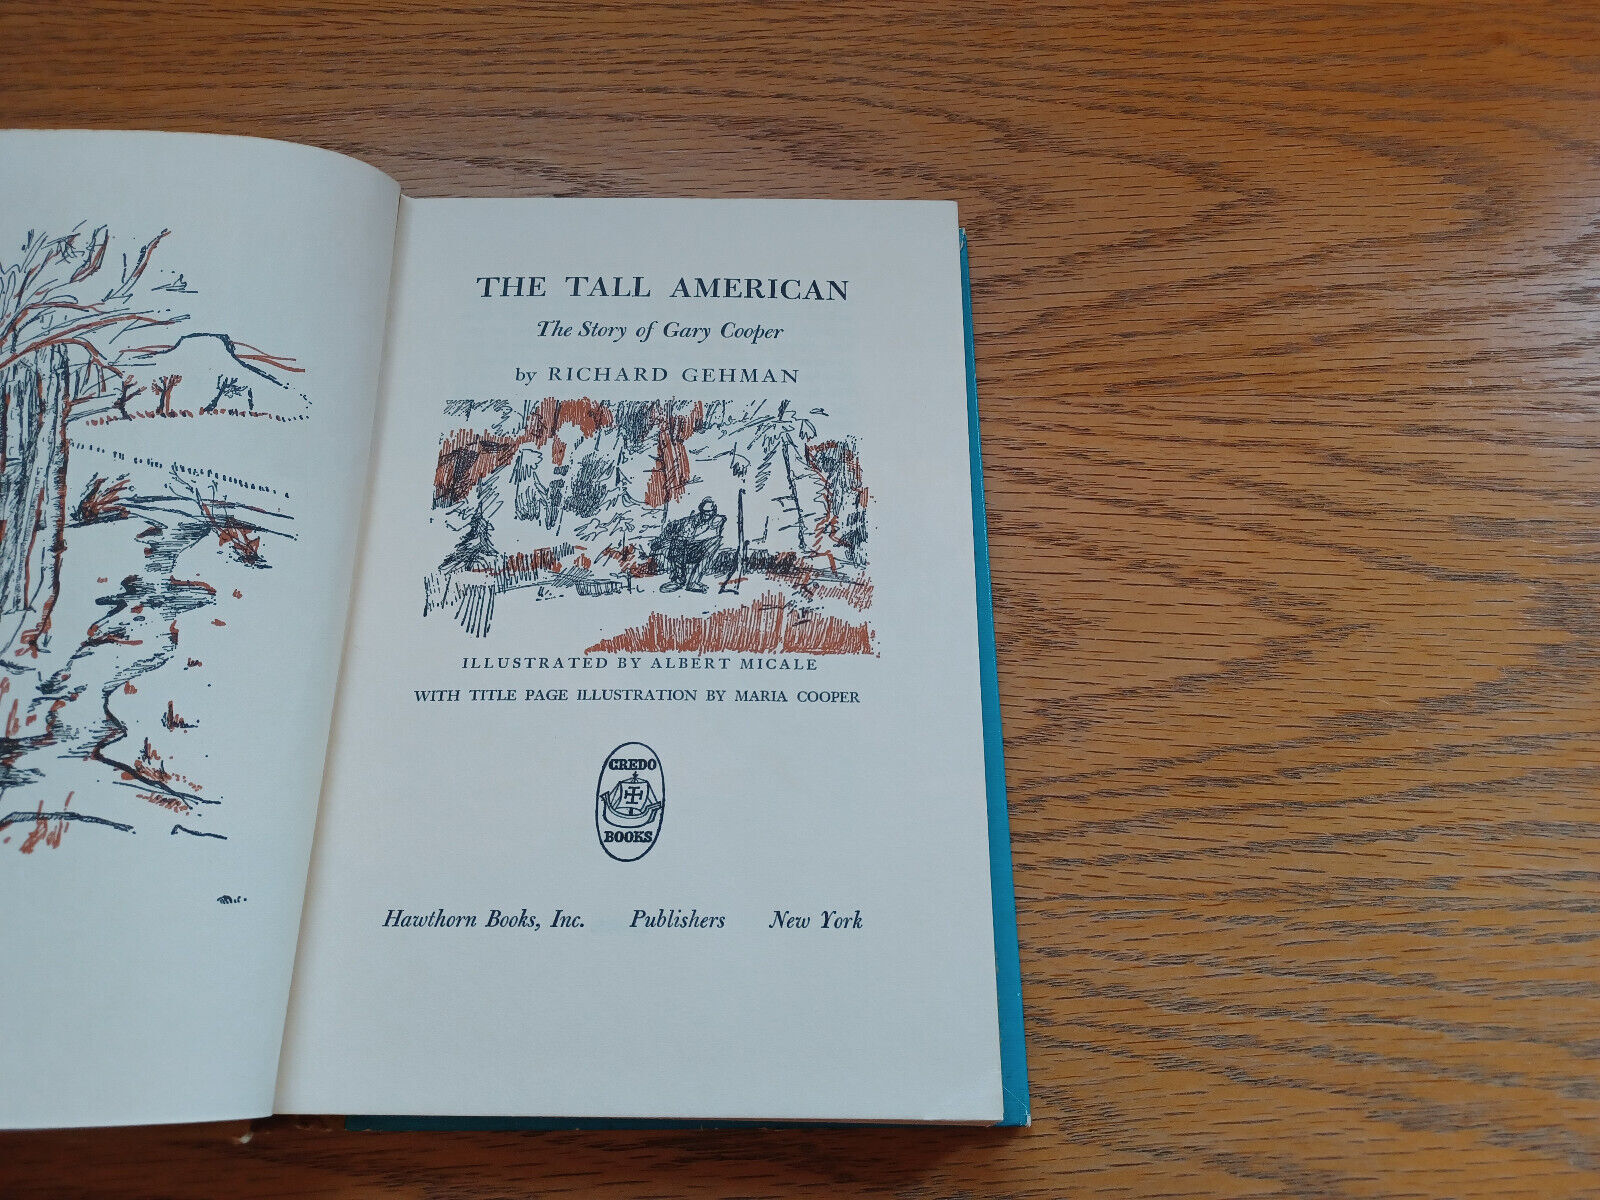 THE TALL AMERICAN
The Story of Gary Cooper
by RICHARD GEHMAN
ILLUSTRATED BY ALBERT MICALE
WITH TITLE PAGE ILLUSTRATION BY MARIA COOPER
CREDO
BOOKS
Hawthorn Books, Inc. Publishers New York